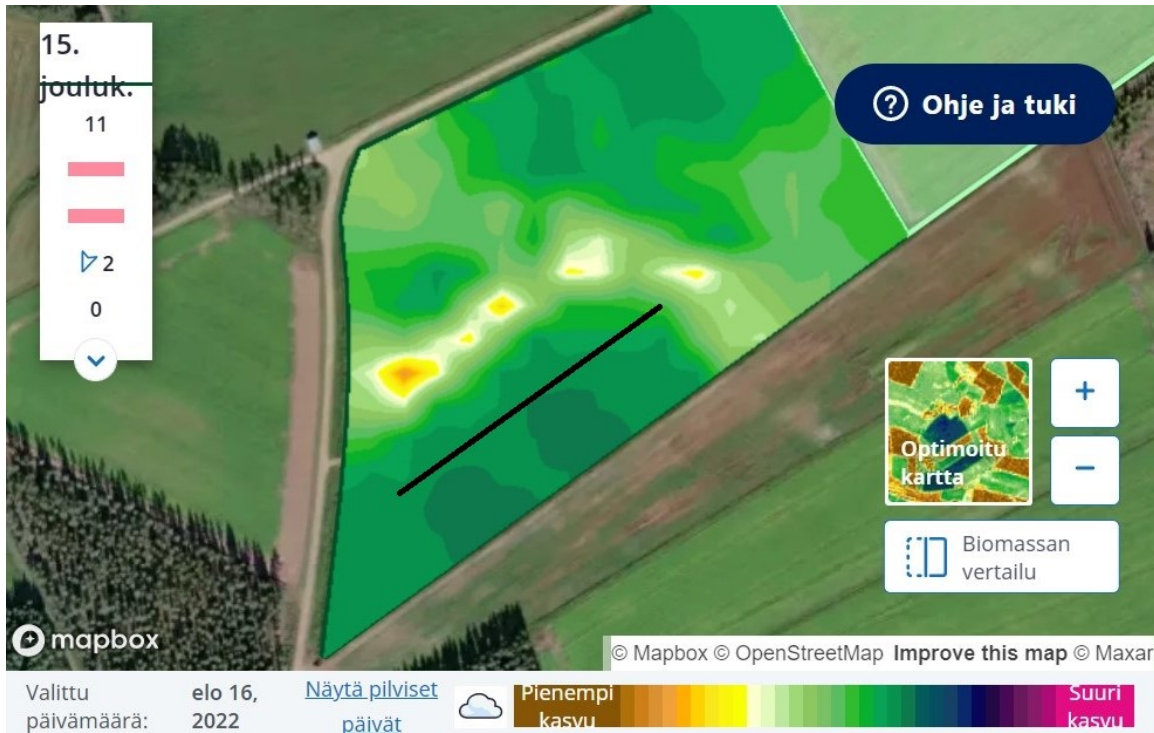 15.
jouluk.
11
2
0
Ohje ja tuki
Optimoitu
kartta
+
−
Biomassan
vertailu
mapbox
© Mapbox © OpenStreetMap Improve this map © Maxar
Valittu
päivämäärä:
elo 16,
2022
Näytä pilviset
päivät
Pienempi
kasvu
Suuri
kasvu